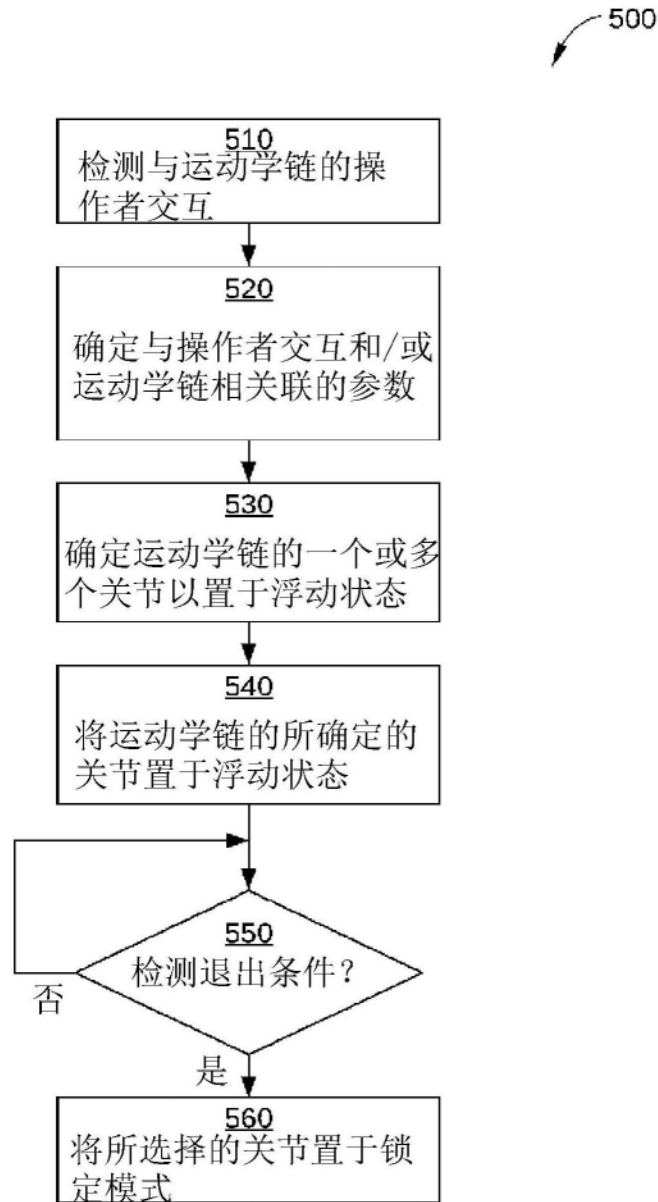 500
510
检测与运动学链的操
作者交互
520
确定与操作者交互和/或
运动学链相关联的参数
530
确定运动学链的一个或多
个关节以置于浮动状态
540
将运动学链的所确定的
关节置于浮动状态
550
检测退出条件？
否
是
560
将所选择的关节置于锁
定模式